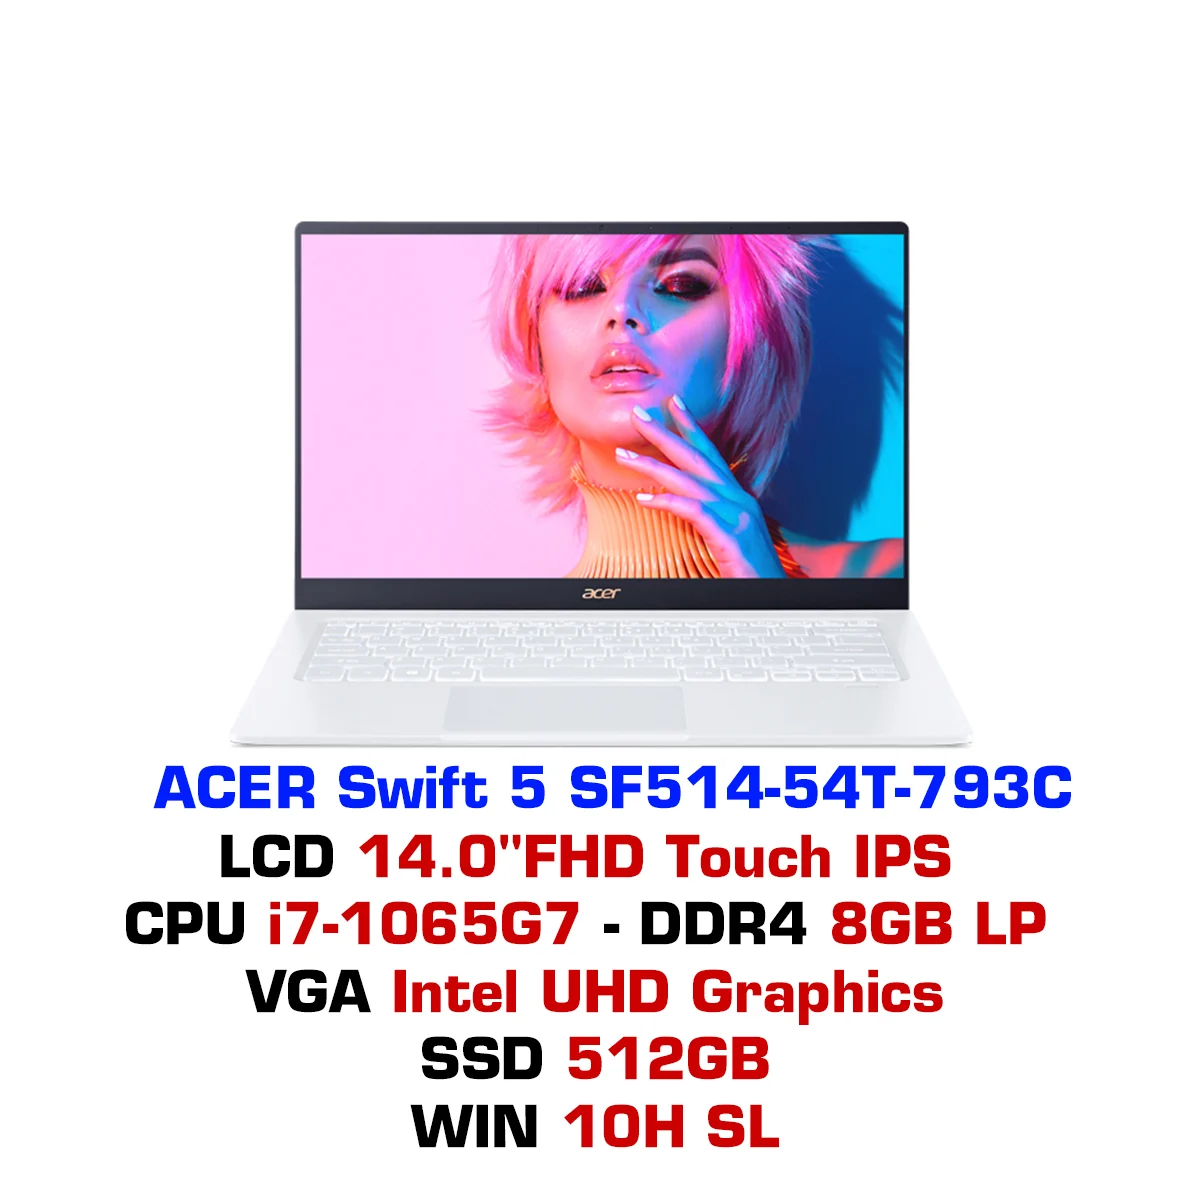 acer
ACER Swift 5 SF514-54T-793C
LCD 14.0"FHD Touch IPS
CPU i7-1065G7 - DDR4 8GB LP
VGA Intel UHD Graphics
SSD 512GB
WIN 10H SL